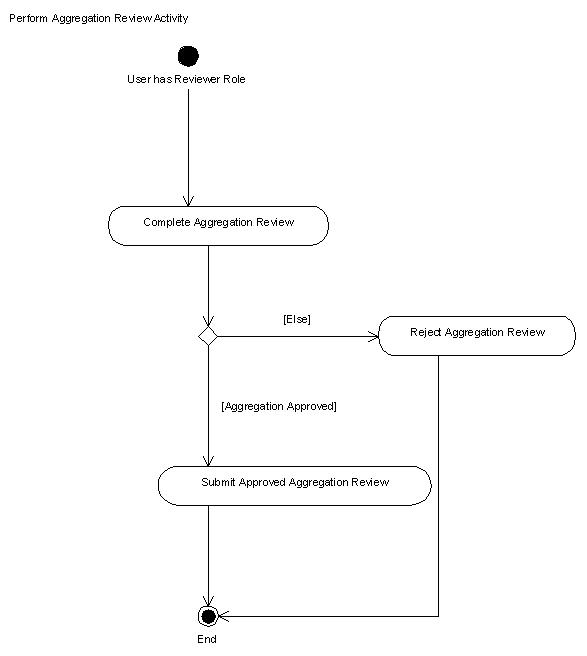 Perform Aggregation Review Activity
User has Reviewer Role
Complete Aggregation Review
[Else]
Reject Aggregation Review
[Aggregation Approved]
Submit Approved Aggregation Review
End